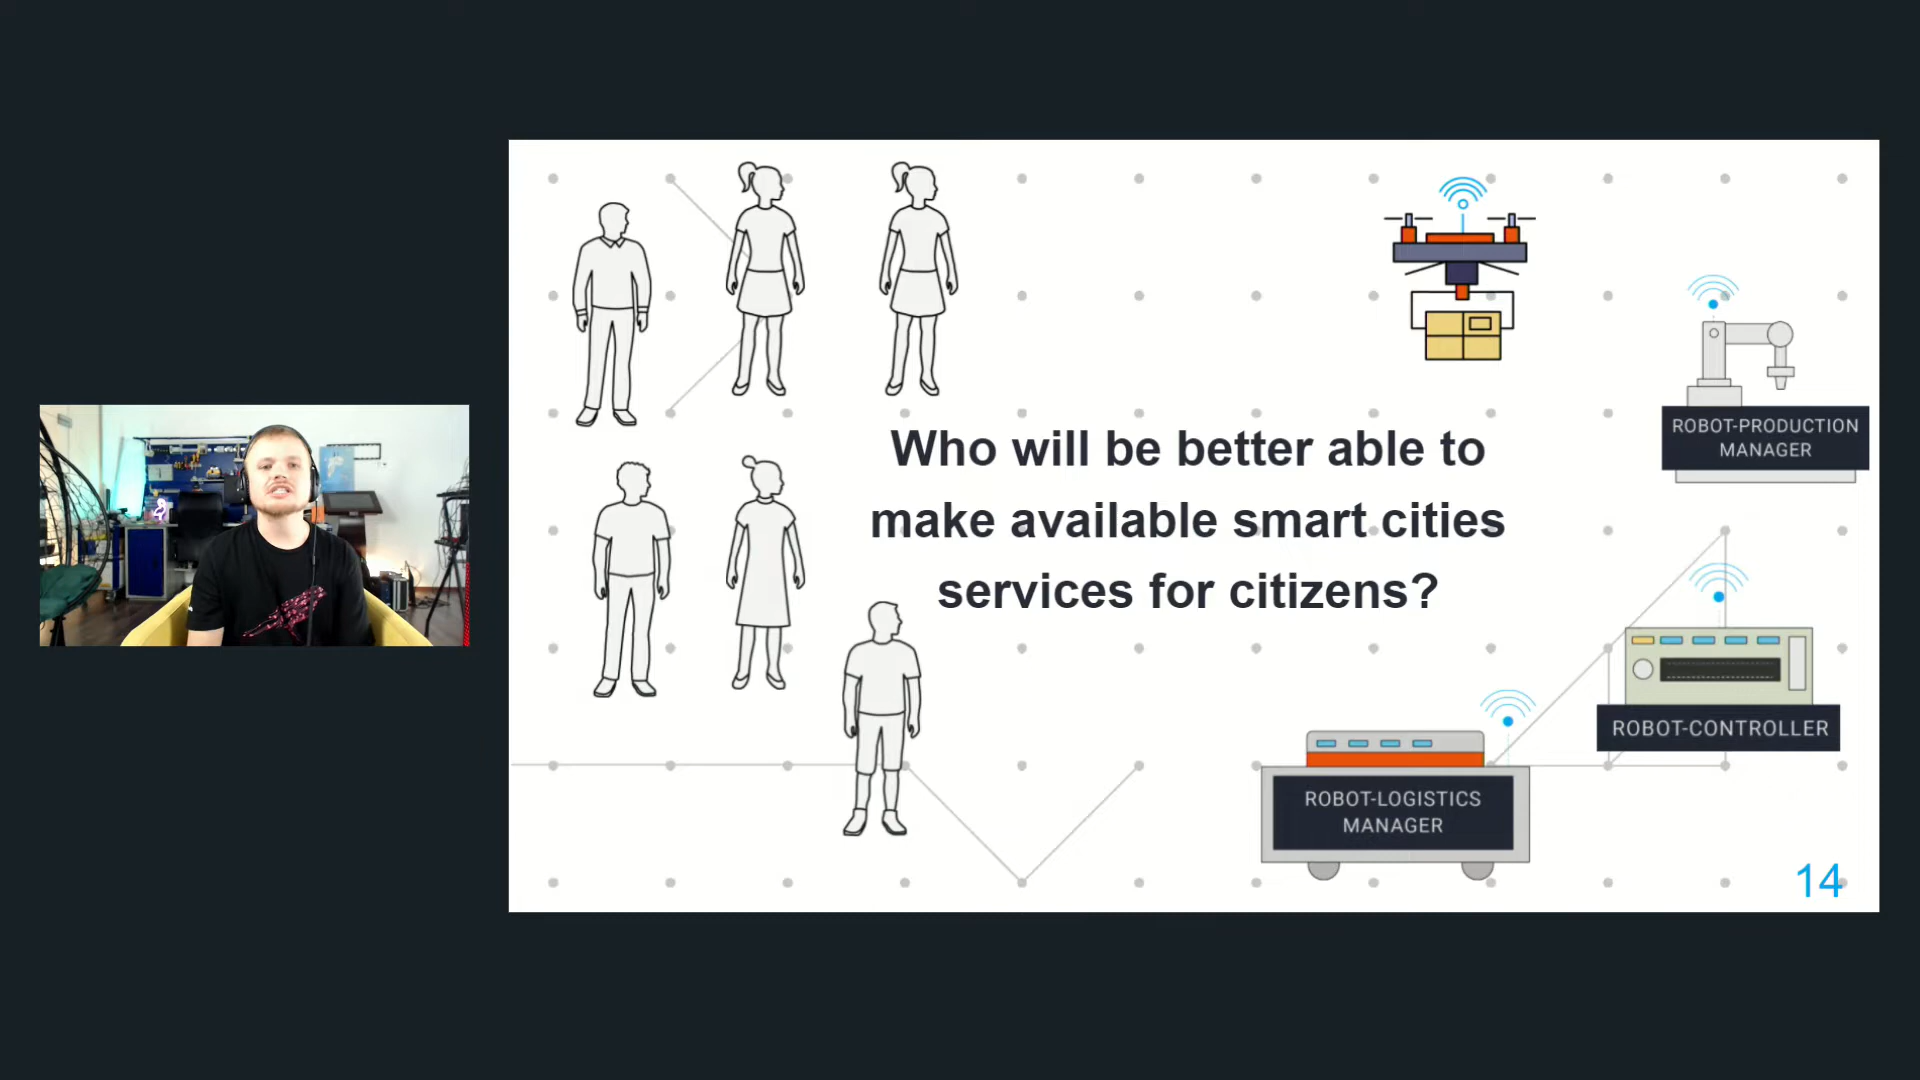 Who will be better able to
make available smart cities
services for citizens?
ROBOT-PRODUCTION
MANAGER
ROBOT-CONTROLLER
ROBOT-LOGISTICS
MANAGER
14